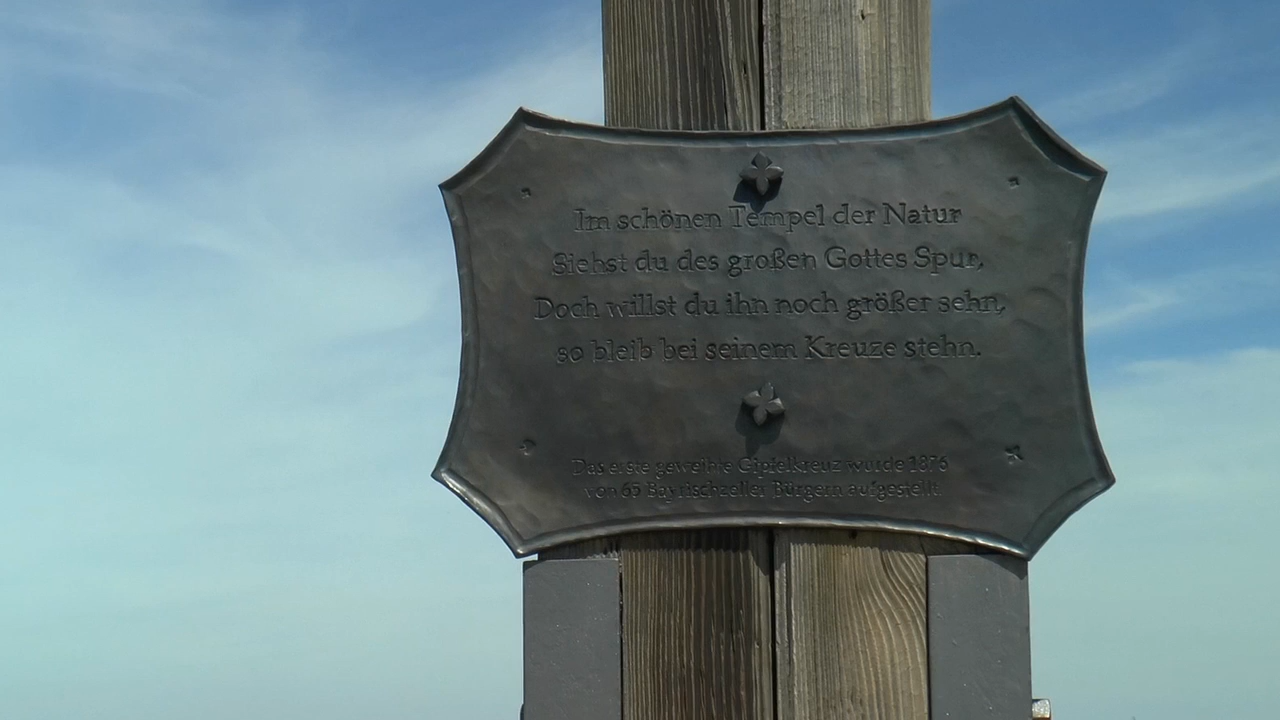 Im schönen Tempel der Natur
Siehst du des großen Gottes Spur,
Doch willst du ihn noch größer sehn,
so bleib bei seinem Kreuze stehn.
Das erste geweihte Gipfelkreuz wurde 1876
von 65 Bayrischzeller Bürgern aufgestellt.